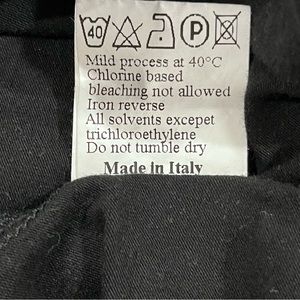 40 P
Mild process at 40°C
Chlorine based
bleaching not allowed
Iron reverse
All solvents excepet
trichloroethylene
Do not tumble dry
Made in Italy